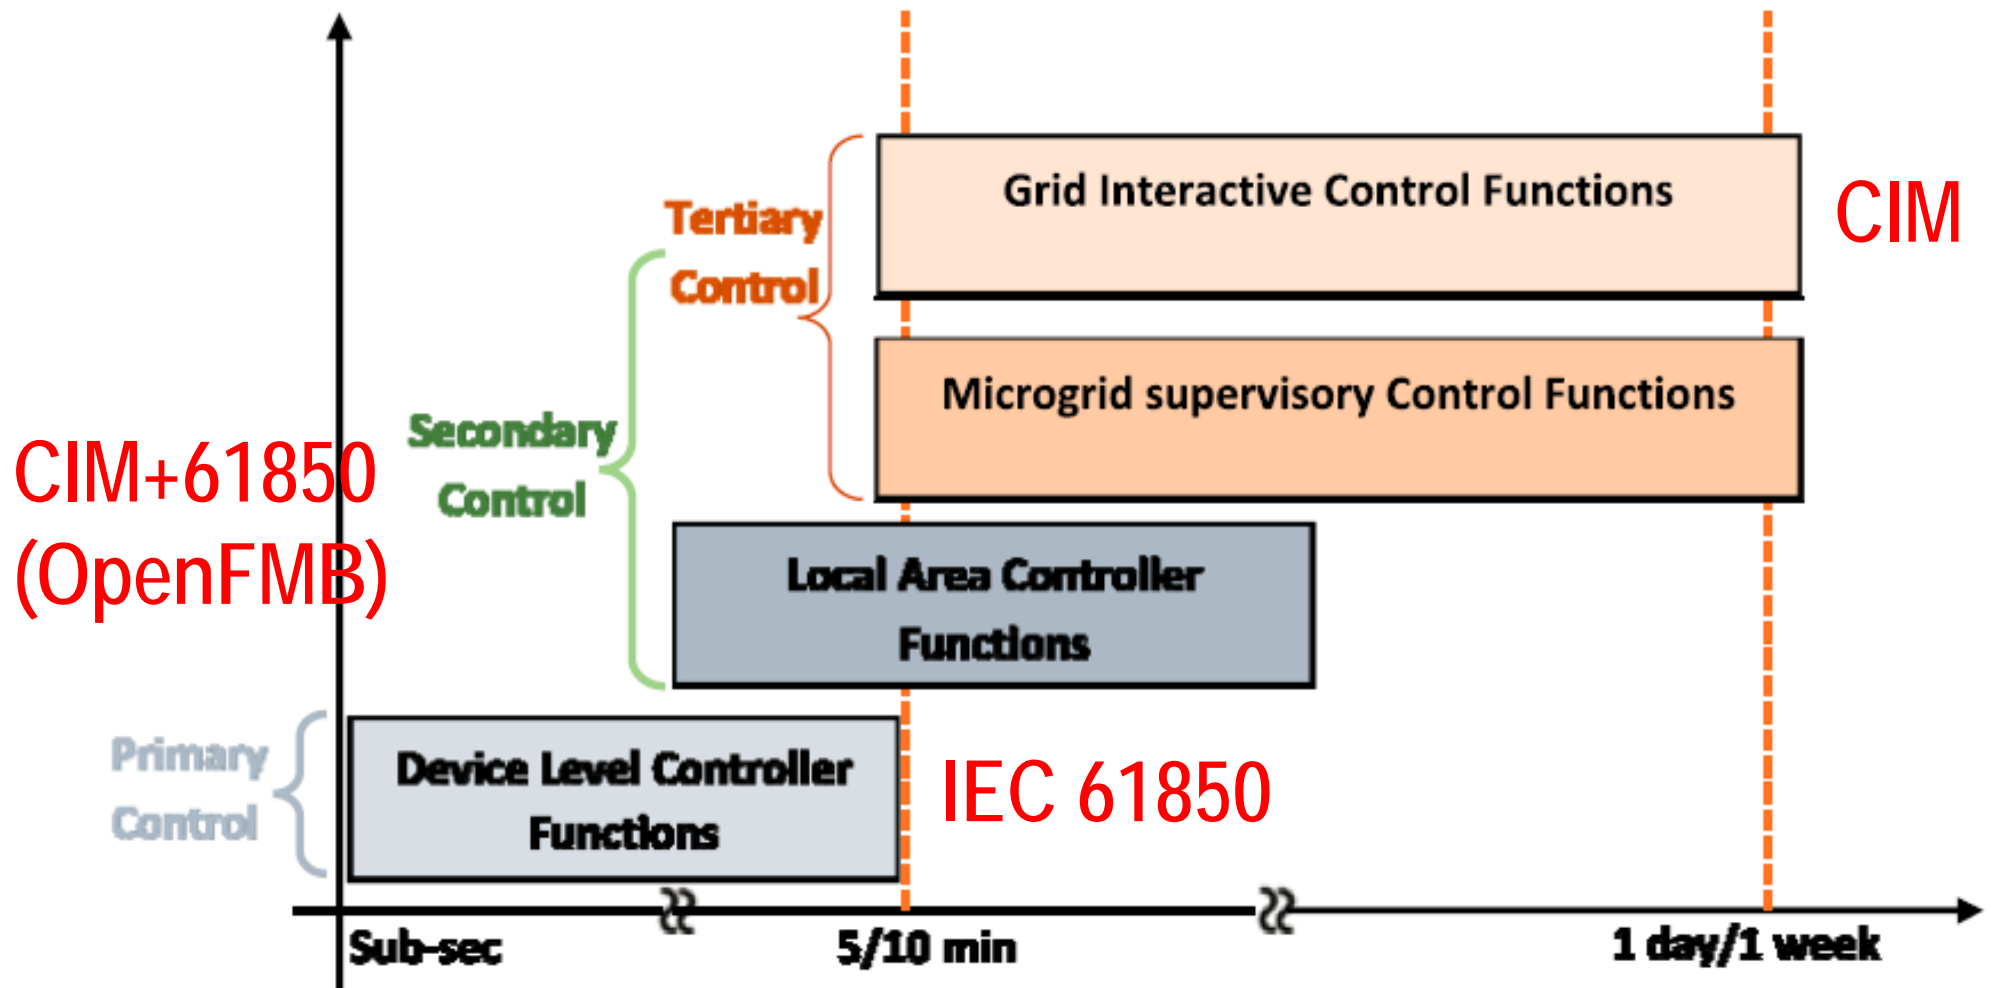 Grid Interactive Control Functions
CIM
Tertiary
Control
Microgrid supervisory Control Functions
Secondary
Control
CIM+61850
(OpenFMB)
Local Area Controller
Functions
Primary
Control
Device Level Controller
Functions
IEC 61850
Sub-sec
5/10 min
1 day/1 week